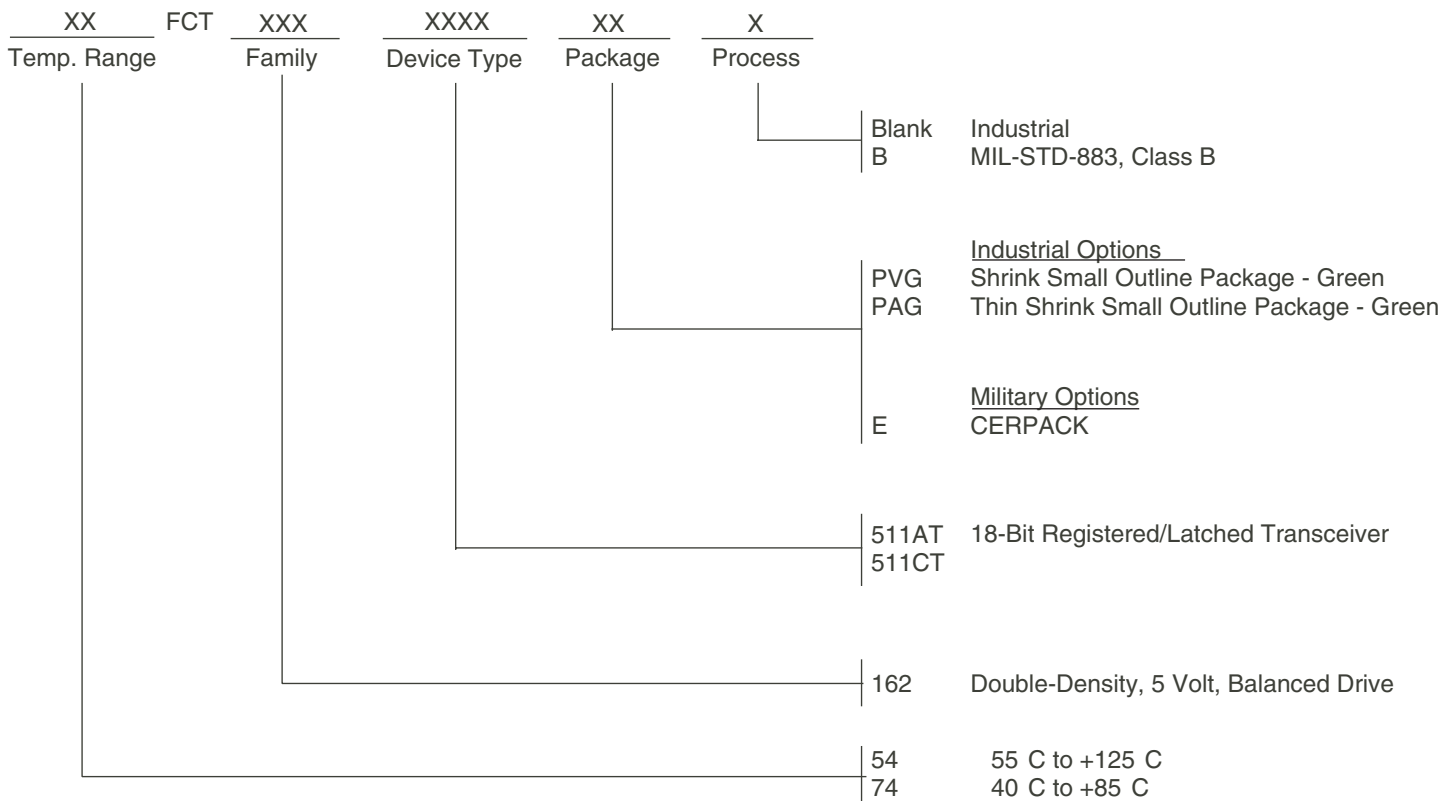 XX FCT XXX XXXX XX X
Temp. Range Family Device Type Package Process
Blank Industrial
B MIL-STD-883, Class B
Industrial Options
PVG Shrink Small Outline Package - Green
PAG Thin Shrink Small Outline Package - Green
Military Options
E CERPACK
511AT 18-Bit Registered/Latched Transceiver
511CT
162 Double-Density, 5 Volt, Balanced Drive
54 55 C to +125 C
74 40 C to +85 C